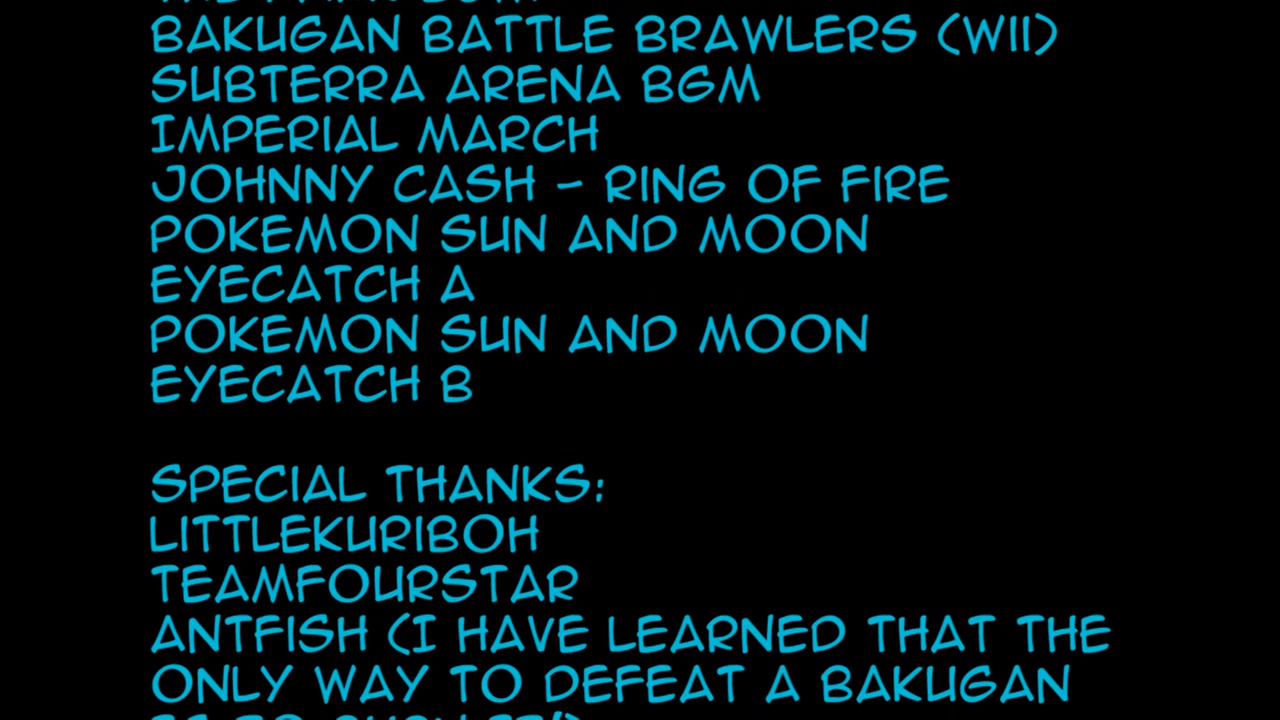 BAKUGAN BATTLE BRAWLERS (WII)
SUBTERRA ARENA BGM
IMPERIAL MARCH
JOHNNY CASH - RING OF FIRE
POKEMON SUN AND MOON
EYECATCH A
POKEMON SUN AND MOON
EYECATCH B
SPECIAL THANKS:
LITTLEKURIBOH
TEAMFOURSTAR
ANTFISH (I HAVE LEARNED THAT THE
ONLY WAY TO DEFEAT A BAKUGAN